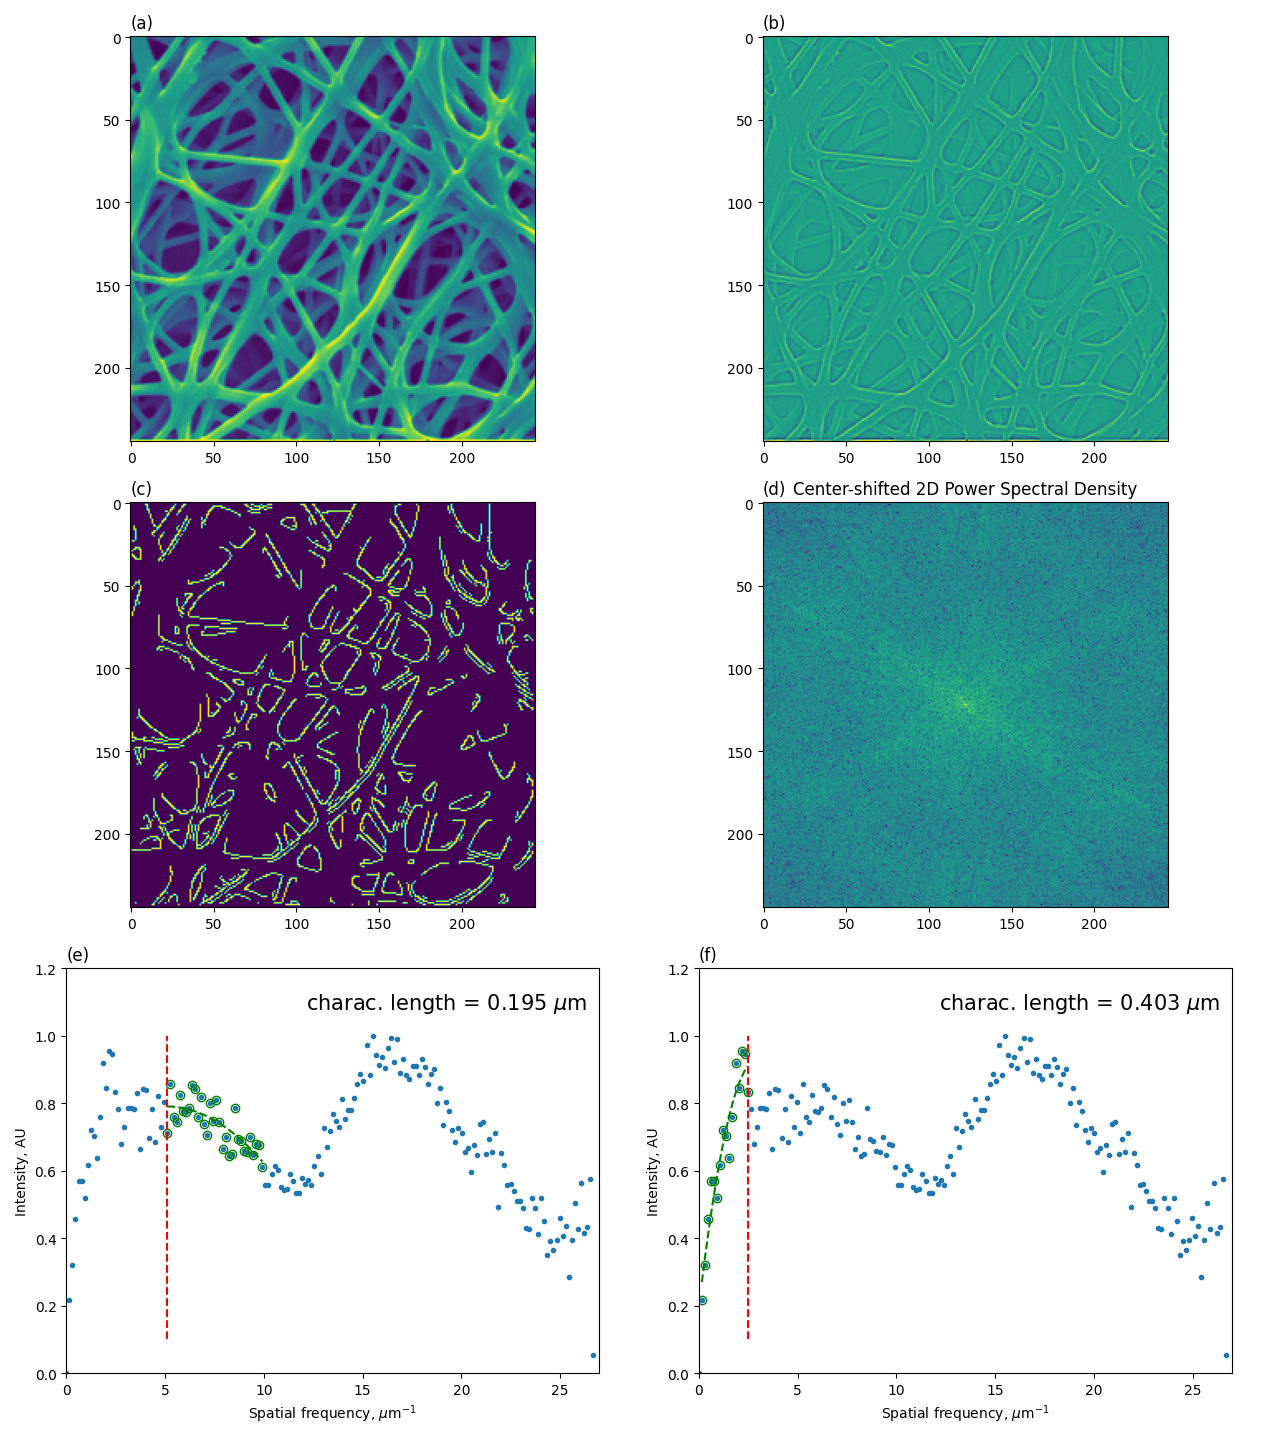 (a)
(b)
0
50
100
150
200
0 50 100 150 200
0
50
100
150
200
0 50 100 150 200
(c)
(d) Center-shifted 2D Power Spectral Density
0
50
100
150
200
0 50 100 150 200
0
50
100
150
200
0 50 100 150 200
(e)
charac. length = 0.195 μm
1.2
1.0
0.8
0.6
0.4
0.2
0.0
Intensity, AU
0 5 10 15 20 25
Spatial frequency, μm⁻¹
(f)
charac. length = 0.403 μm
1.2
1.0
0.8
0.6
0.4
0.2
0.0
Intensity, AU
0 5 10 15 20 25
Spatial frequency, μm⁻¹